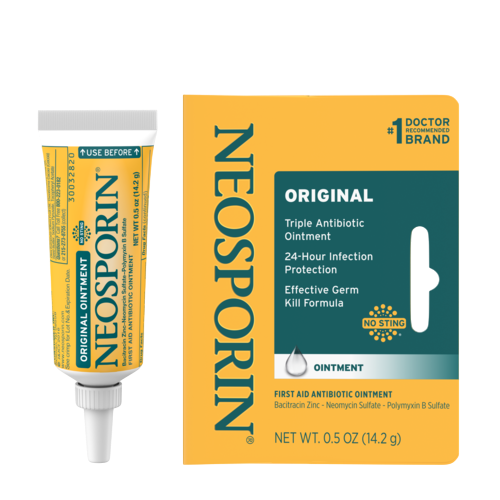 ↑USE BEFORE↑
30032820
ORIGINAL OINTMENT
NO STING
NEOSPORIN®
NET WT 0.5 oz (14.2 g)
Bacitracin Zinc-Neomycin Sulfate-Polymyxin B Sulfate
FIRST AID ANTIBIOTIC OINTMENT
NEOSPORIN®
#1 DOCTOR
RECOMMENDED
BRAND
ORIGINAL
Triple Antibiotic
Ointment
24-Hour Infection
Protection
Effective Germ
Kill Formula
NO STING
OINTMENT
FIRST AID ANTIBIOTIC OINTMENT
Bacitracin Zinc - Neomycin Sulfate - Polymyxin B Sulfate
NET WT. 0.5 OZ (14.2 g)